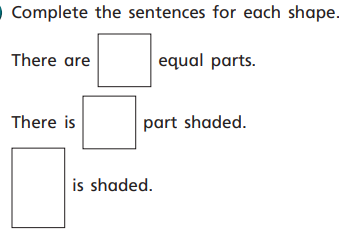 Complete the sentences for each shape.
There are equal parts.
There is part shaded.
is shaded.